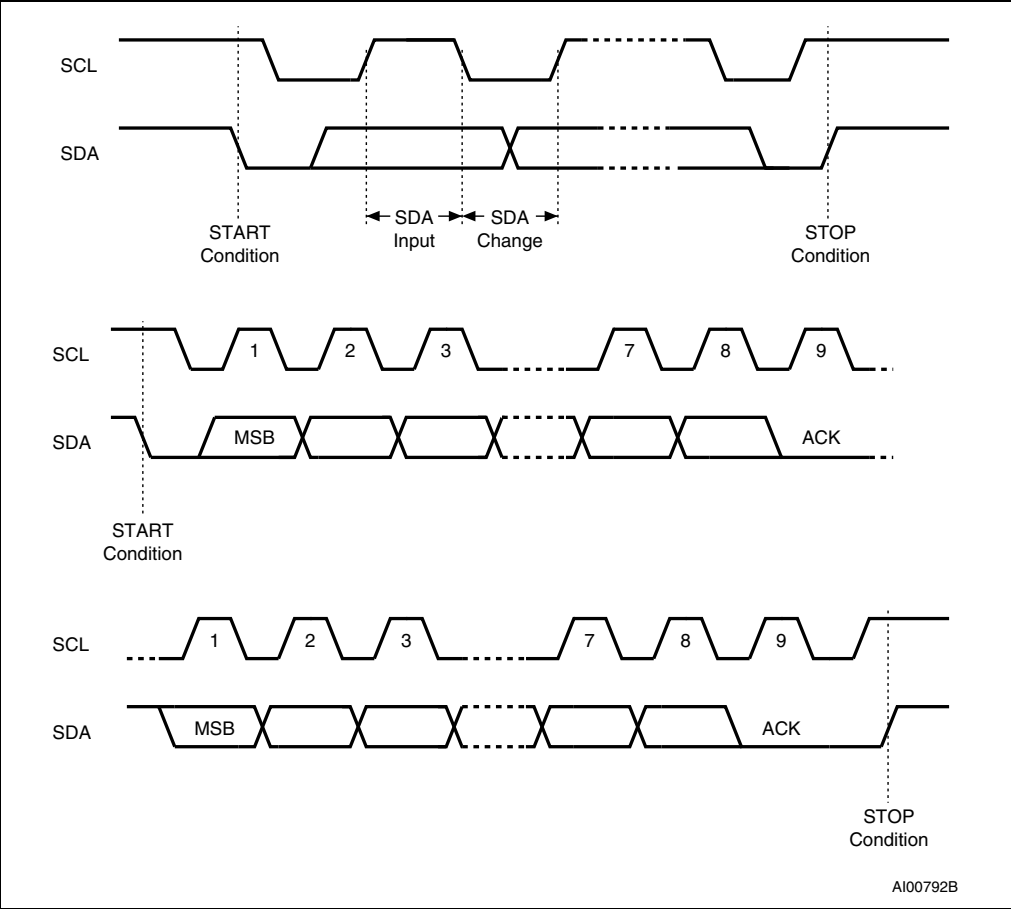 SCL
SDA
START
Condition
SDA
Input
SDA
Change
STOP
Condition
SCL
1 2 3 7 8 9
SDA
MSB ACK
START
Condition
SCL
1 2 3 7 8 9
SDA
MSB ACK
STOP
Condition
AI00792B